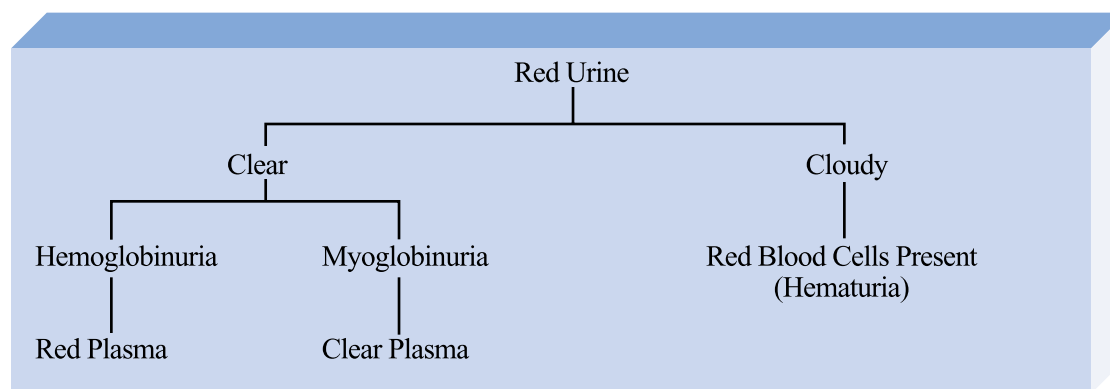 Red Urine
Clear
Cloudy
Hemoglobinuria
Myoglobinuria
Red Blood Cells Present
(Hematuria)
Red Plasma
Clear Plasma